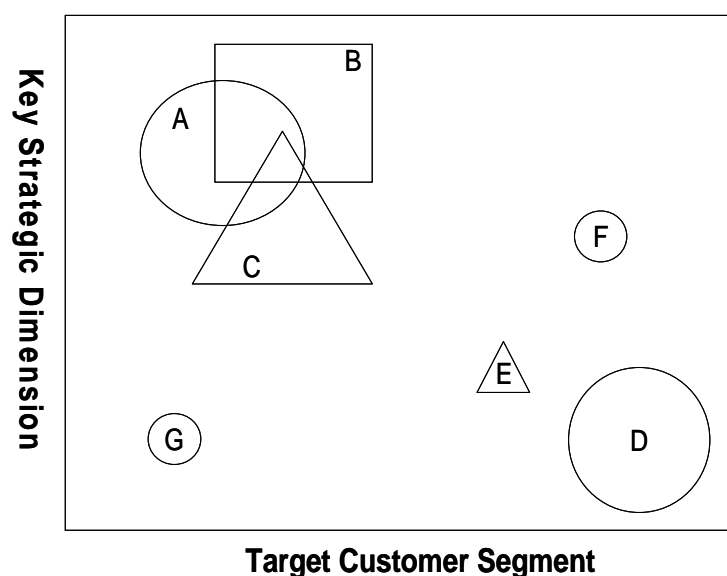 Key Strategic Dimension
B
A
F
C
E
G
D
Target Customer Segment